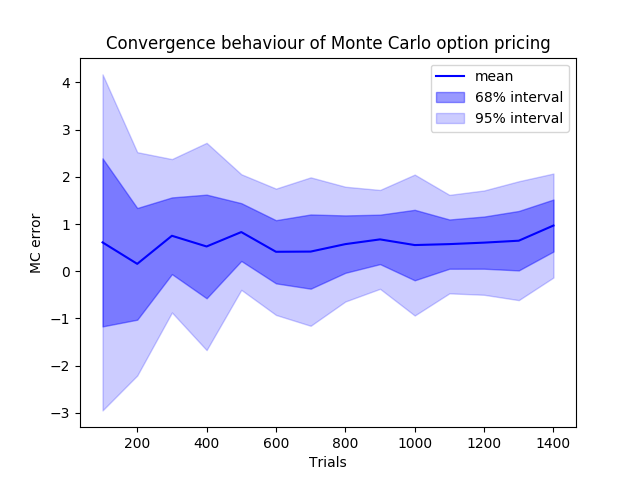 Convergence behaviour of Monte Carlo option pricing
mean
68% interval
95% interval
MC error
4
3
2
1
0
−1
−2
−3
200 400 600 800 1000 1200 1400
Trials